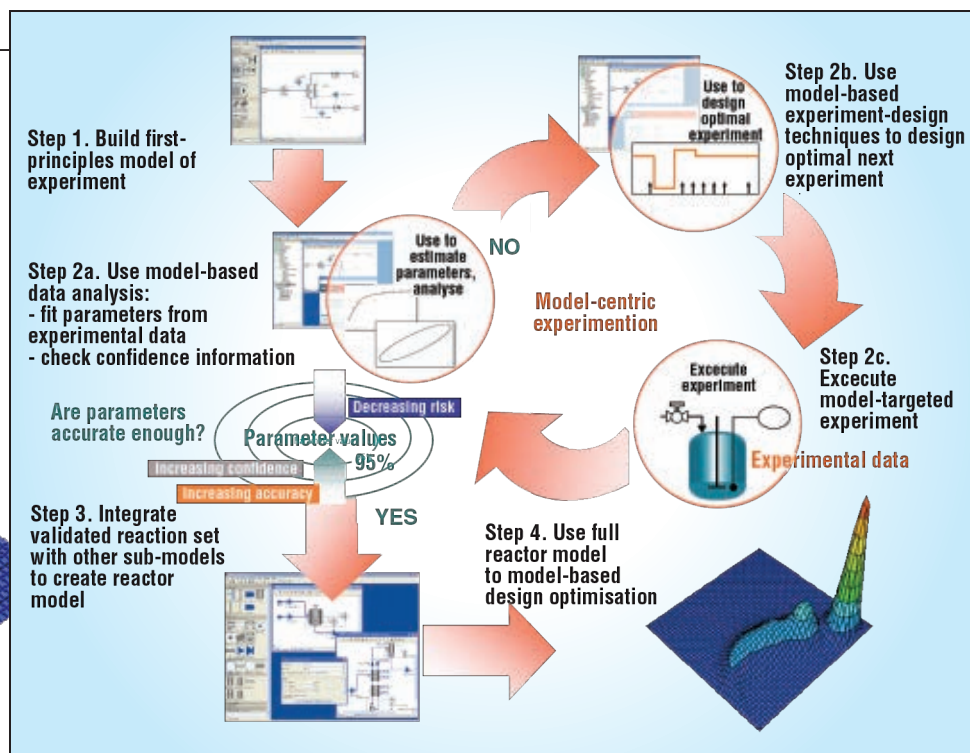 Step 1. Build first-
principles model of
experiment
Use to
design
optimal
experiment
Step 2b. Use
model-based
experiment-design
techniques to design
optimal next
experiment
Step 2a. Use model-based
data analysis:
- fit parameters from
experimental data
- check confidence information
Use to
estimate
parameters,
analyse
NO
Model-centric
experimention
Step 2c.
Excecute
model-targeted
experiment
Excecute
experiment
Experimental data
Are parameters
accurate enough?
Decreasing risk
Parameter values
95%
Increasing confidence
Increasing accuracy
YES
Step 3. Integrate
validated reaction set
with other sub-models
to create reactor
model
Step 4. Use full
reactor model
to model-based
design optimisation